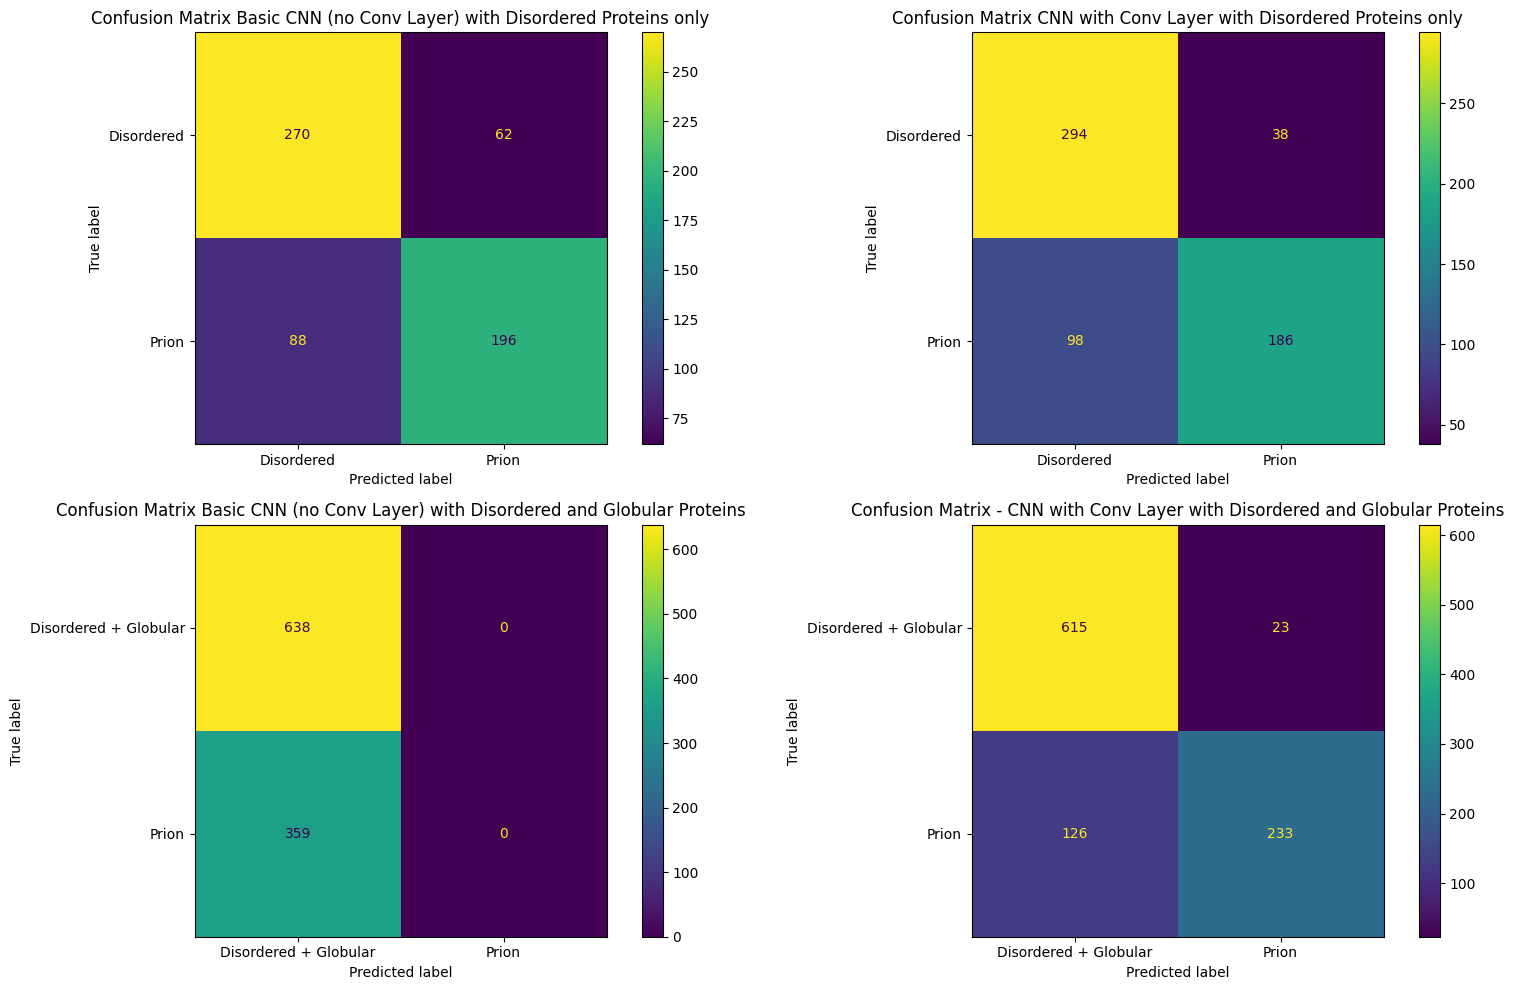 Confusion Matrix Basic CNN (no Conv Layer) with Disordered Proteins only
Disordered
Prion
True label
270
62
88
196
Disordered
Prion
Predicted label
250
225
200
175
150
125
100
75
Confusion Matrix CNN with Conv Layer with Disordered Proteins only
Disordered
Prion
True label
294
38
98
186
Disordered
Prion
Predicted label
250
200
150
100
50
Confusion Matrix Basic CNN (no Conv Layer) with Disordered and Globular Proteins
Disordered + Globular
Prion
True label
638
0
359
0
Disordered + Globular
Prion
Predicted label
600
500
400
300
200
100
0
Confusion Matrix - CNN with Conv Layer with Disordered and Globular Proteins
Disordered + Globular
Prion
True label
615
23
126
233
Disordered + Globular
Prion
Predicted label
600
500
400
300
200
100